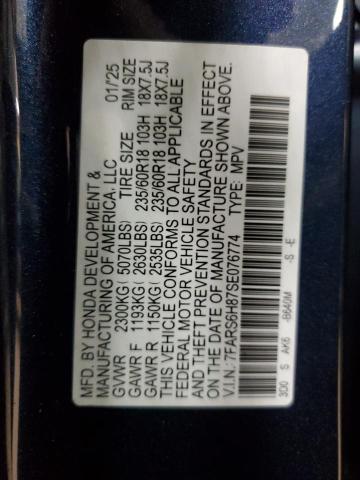 MFD. BY HONDA DEVELOPMENT & 01/25
MANUFACTURING OF AMERICA, LLC
GVWR 2300KG (5070LBS) TIRE SIZE RIM SIZE
GAWR F 1193KG (2630LBS) 235/60R18 103H 18X7.5J
GAWR R 1150KG (2535LBS) 235/60R18 103H 18X7.5J
THIS VEHICLE CONFORMS TO ALL APPLICABLE
FEDERAL MOTOR VEHICLE SAFETY
AND THEFT PREVENTION STANDARDS IN EFFECT
ON THE DATE OF MANUFACTURE SHOWN ABOVE.
V.I.N.: 7FARS6H87SE076774 TYPE: MPV
3D0 S AK6 -B640M -S -E